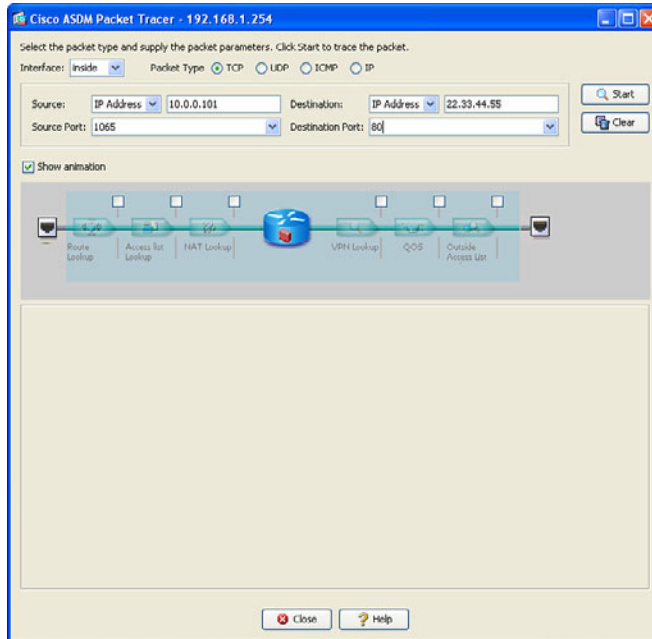 Cisco ASDM Packet Tracer - 192.168.1.254
Select the packet type and supply the packet parameters. Click Start to trace the packet.
Interface: inside Packet Type TCP UDP ICMP IP
Source: IP Address 10.0.0.101 Destination: IP Address 22.33.44.55 Start
Source Port: 1065 Destination Port: 80 Clear
Show animation
Route Lookup
Access list Lookup
NAT Lookup
VPN Lookup
QOS
Outside Access List
Close Help